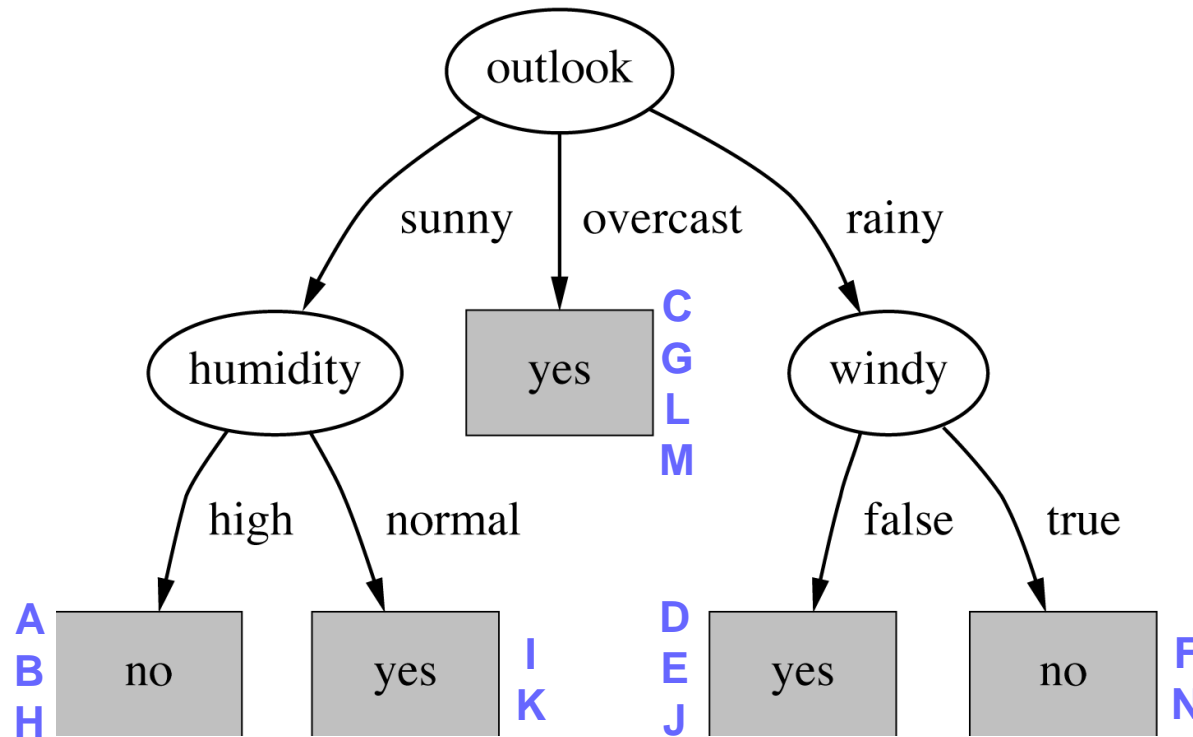 outlook
sunny overcast rainy
humidity
yes
C
G
L
M
windy
high normal false true
A
B
H
no
yes
I
K
D
E
J
yes
no
F
N